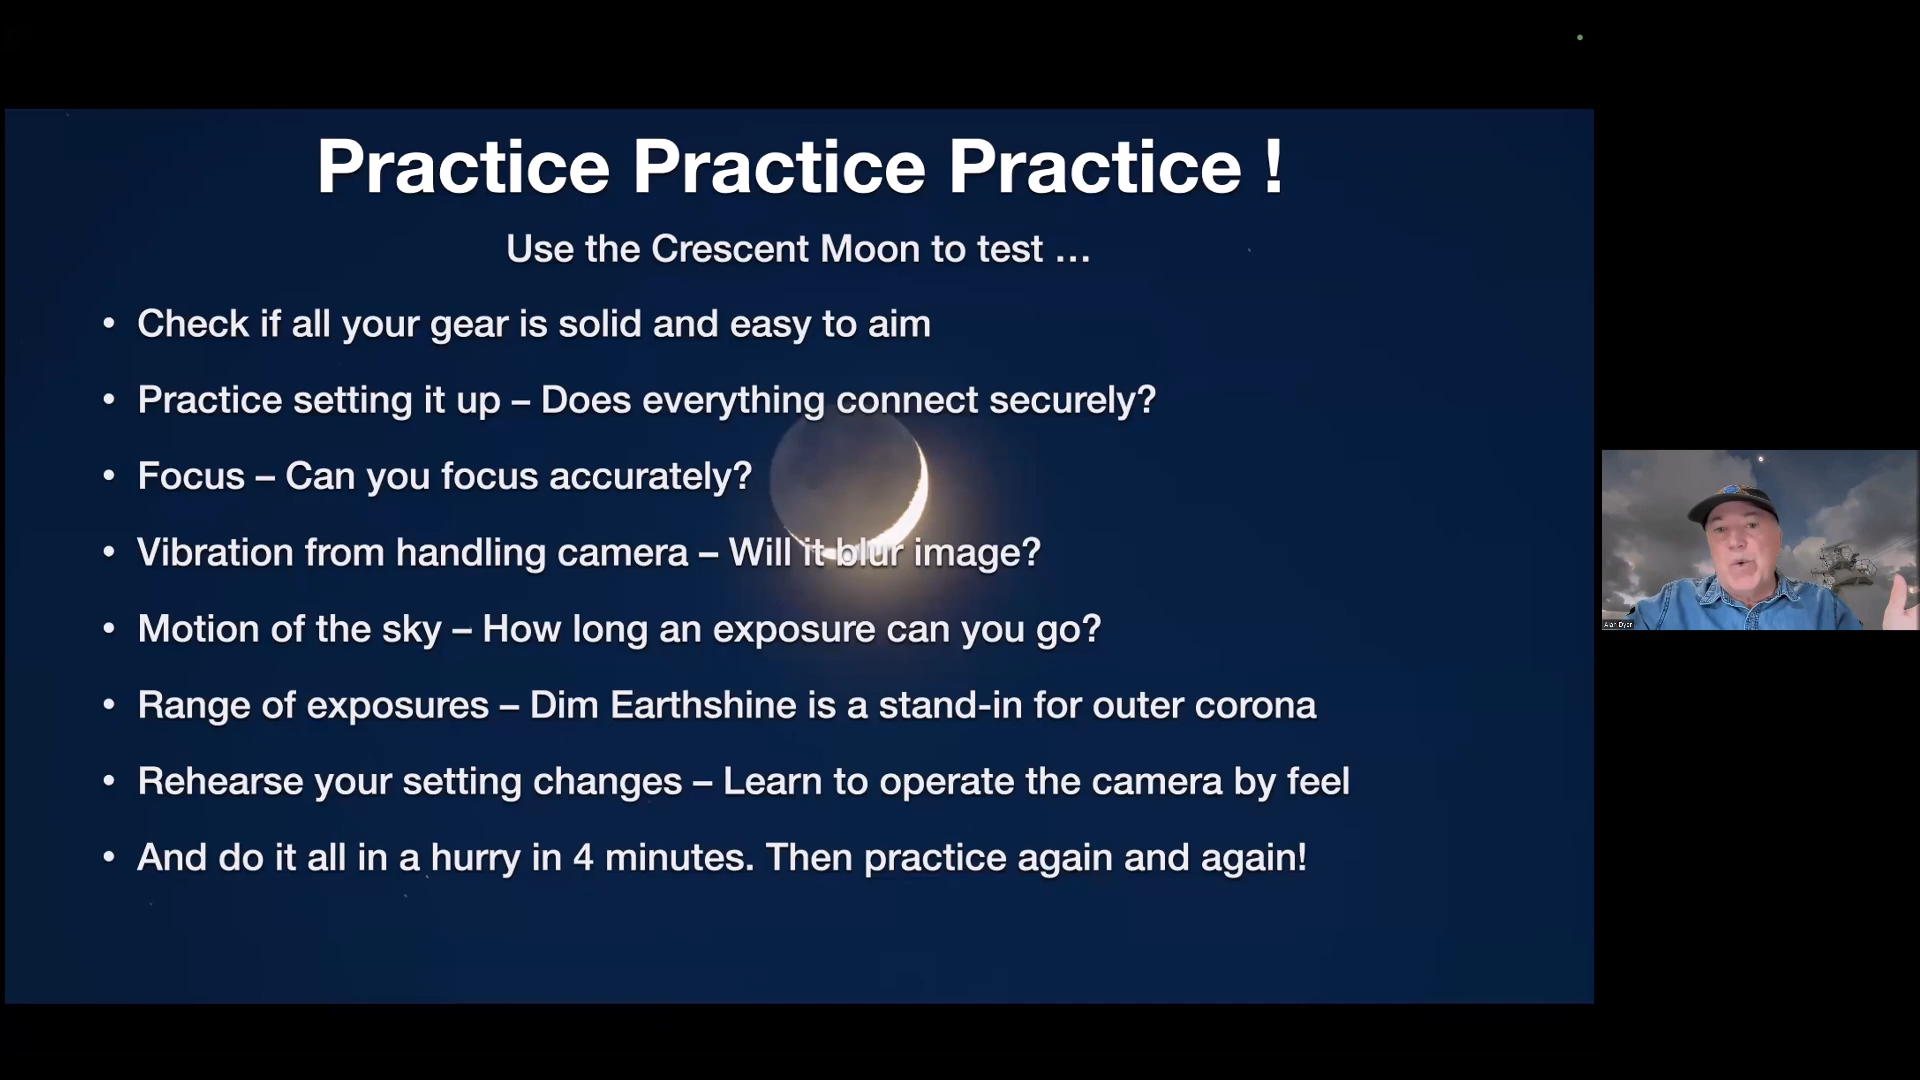 Practice Practice Practice !
Use the Crescent Moon to test ...
• Check if all your gear is solid and easy to aim
• Practice setting it up – Does everything connect securely?
• Focus – Can you focus accurately?
• Vibration from handling camera – Will it blur image?
• Motion of the sky – How long an exposure can you go?
• Range of exposures – Dim Earthshine is a stand-in for outer corona
• Rehearse your setting changes – Learn to operate the camera by feel
• And do it all in a hurry in 4 minutes. Then practice again and again!
Alan Dyer